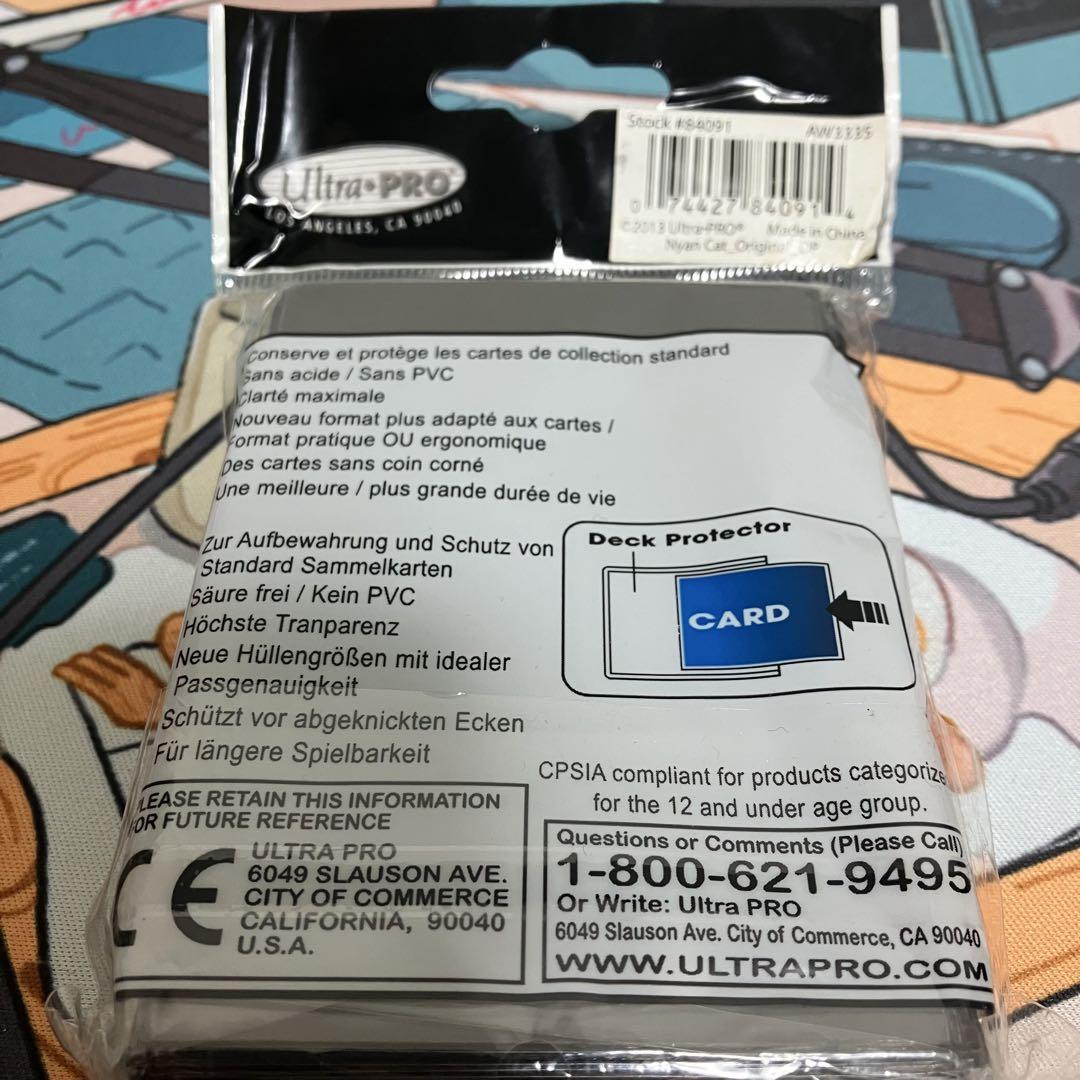 Ultra•PRO
LOS ANGELES, CA 90040
Stock #84091 AW3335
0 74427 84091 4
©2013 Ultra•PRO® Made in China
Nyan Cat_Original
Conserve et protège les cartes de collection standard
Sans acide / Sans PVC
Clarté maximale
Nouveau format plus adapté aux cartes /
Format pratique OU ergonomique
Des cartes sans coin corné
Une meilleure / plus grande durée de vie
Zur Aufbewahrung und Schutz von
Standard Sammelkarten
Säure frei / Kein PVC
Höchste Tranparenz
Neue Hüllengrößen mit idealer
Passgenauigkeit
Schützt vor abgeknickten Ecken
Für längere Spielbarkeit
Deck Protector
CARD
CPSIA compliant for products categorize
for the 12 and under age group.
PLEASE RETAIN THIS INFORMATION
FOR FUTURE REFERENCE
CE
ULTRA PRO
6049 SLAUSON AVE.
CITY OF COMMERCE
CALIFORNIA, 90040
U.S.A.
Questions or Comments (Please Call)
1-800-621-9495
Or Write: Ultra PRO
6049 Slauson Ave. City of Commerce, CA 90040
WWW.ULTRAPRO.COM